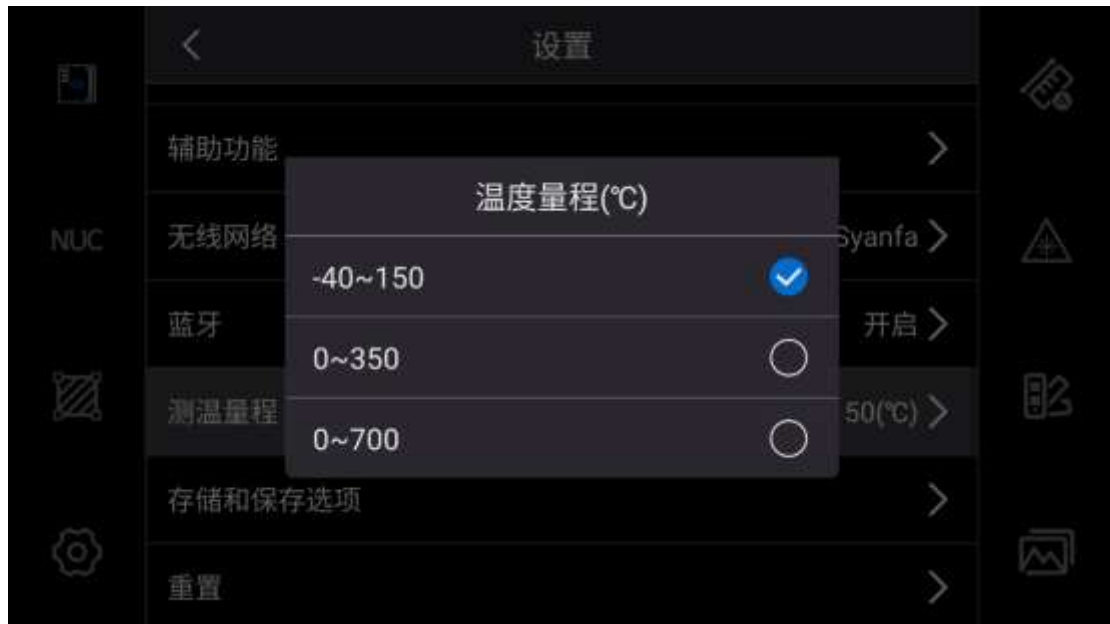 设置
辅助功能
温度量程(℃)
NUC
无线网络
Syanfa
-40~150
蓝牙
开启
0~350
测温量程
50(℃)
0~700
存储和保存选项
重置